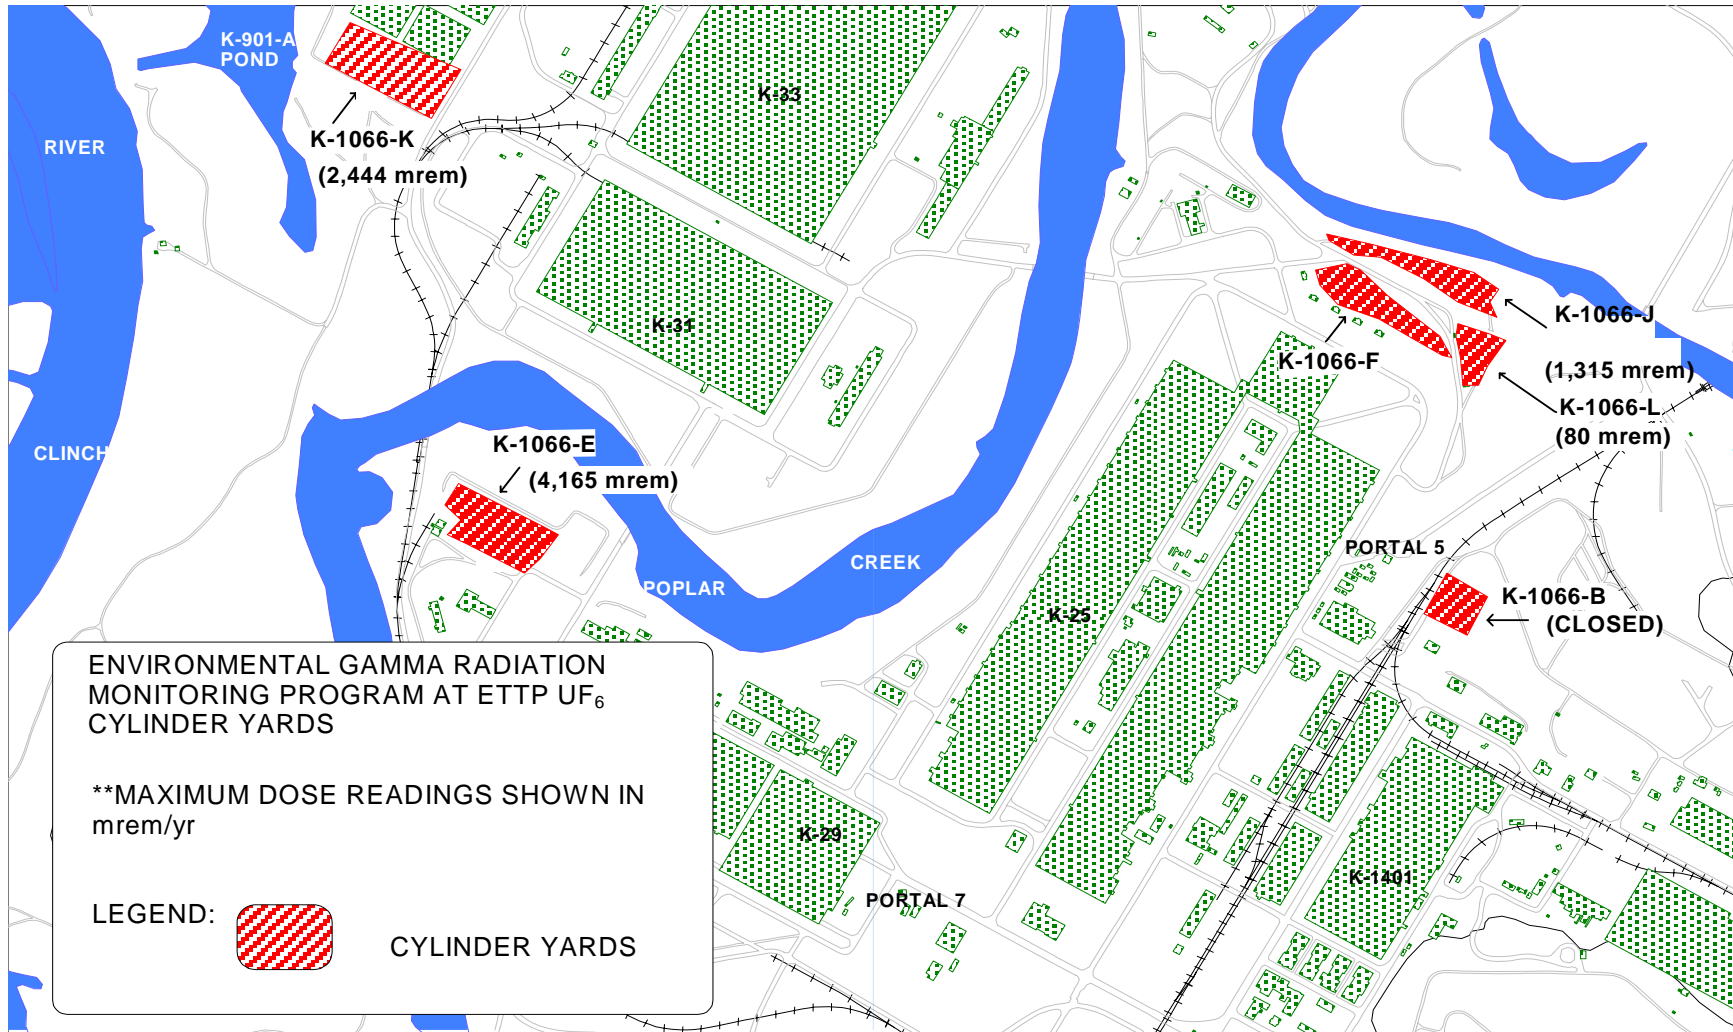 K-901-A
POND
K-33
RIVER
K-1066-K
(2,444 mrem)
K-31
K-1066-J
K-1066-F
(1,315 mrem)
K-1066-L
(80 mrem)
K-1066-E
(4,165 mrem)
CLINCH
PORTAL 5
CREEK
POPLAR
K-1066-B
(CLOSED)
K-25
ENVIRONMENTAL GAMMA RADIATION
MONITORING PROGRAM AT ETTP UF₆
CYLINDER YARDS
**MAXIMUM DOSE READINGS SHOWN IN
mrem/yr
K-29
K-1401
PORTAL 7
LEGEND:
CYLINDER YARDS